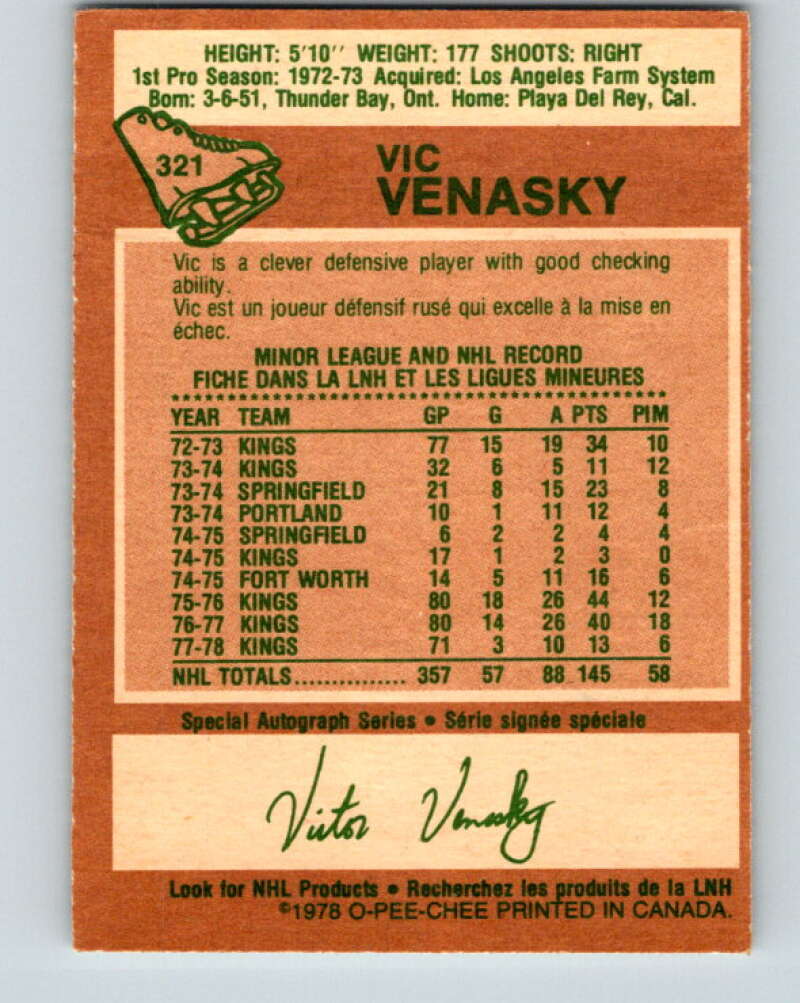 HEIGHT: 5'10'' WEIGHT: 177 SHOOTS: RIGHT
1st Pro Season: 1972-73 Acquired: Los Angeles Farm System
Born: 3-6-51, Thunder Bay, Ont. Home: Playa Del Rey, Cal.
321
VIC
VENASKY
Vic is a clever defensive player with good checking
ability.
Vic est un joueur défensif rusé qui excelle à la mise en
échec.
MINOR LEAGUE AND NHL RECORD
FICHE DANS LA LNH ET LES LIGUES MINEURES
YEAR TEAM GP G A PTS PIM
72-73 KINGS 77 15 19 34 10
73-74 KINGS 32 6 5 11 12
73-74 SPRINGFIELD 21 8 15 23 8
73-74 PORTLAND 10 1 11 12 4
74-75 SPRINGFIELD 6 2 2 4 4
74-75 KINGS 17 1 2 3 0
74-75 FORT WORTH 14 5 11 16 6
75-76 KINGS 80 18 26 44 12
76-77 KINGS 80 14 26 40 18
77-78 KINGS 71 3 10 13 6
NHL TOTALS............... 357 57 88 145 58
Special Autograph Series • Série signée spéciale
Victor Venasky
Look for NHL Products • Recherchez les produits de la LNH
©1978 O-PEE-CHEE PRINTED IN CANADA.